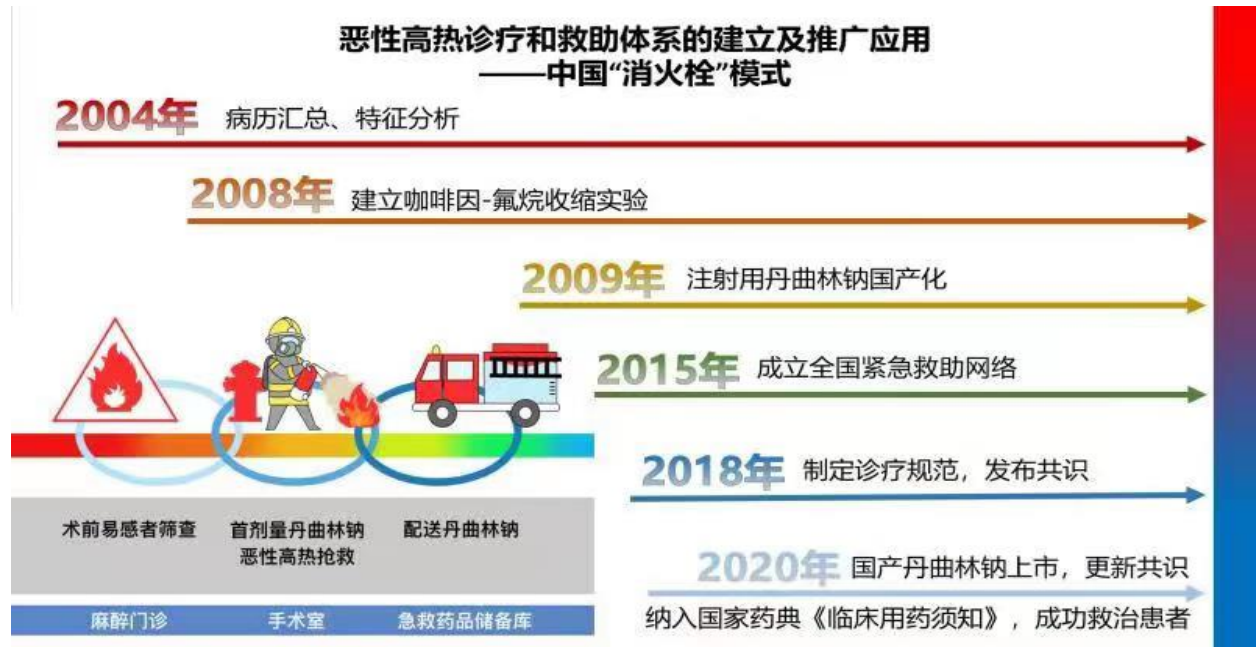 恶性高热诊疗和救助体系的建立及推广应用
——中国“消火栓”模式
2004年 病历汇总、特征分析
2008年 建立咖啡因-氟烷收缩实验
2009年 注射用丹曲林钠国产化
2015年 成立全国紧急救助网络
2018年 制定诊疗规范，发布共识
2020年 国产丹曲林钠上市，更新共识
纳入国家药典《临床用药须知》，成功救治患者
术前易感者筛查
首剂量丹曲林钠
恶性高热抢救
配送丹曲林钠
麻醉门诊
手术室
急救药品储备库